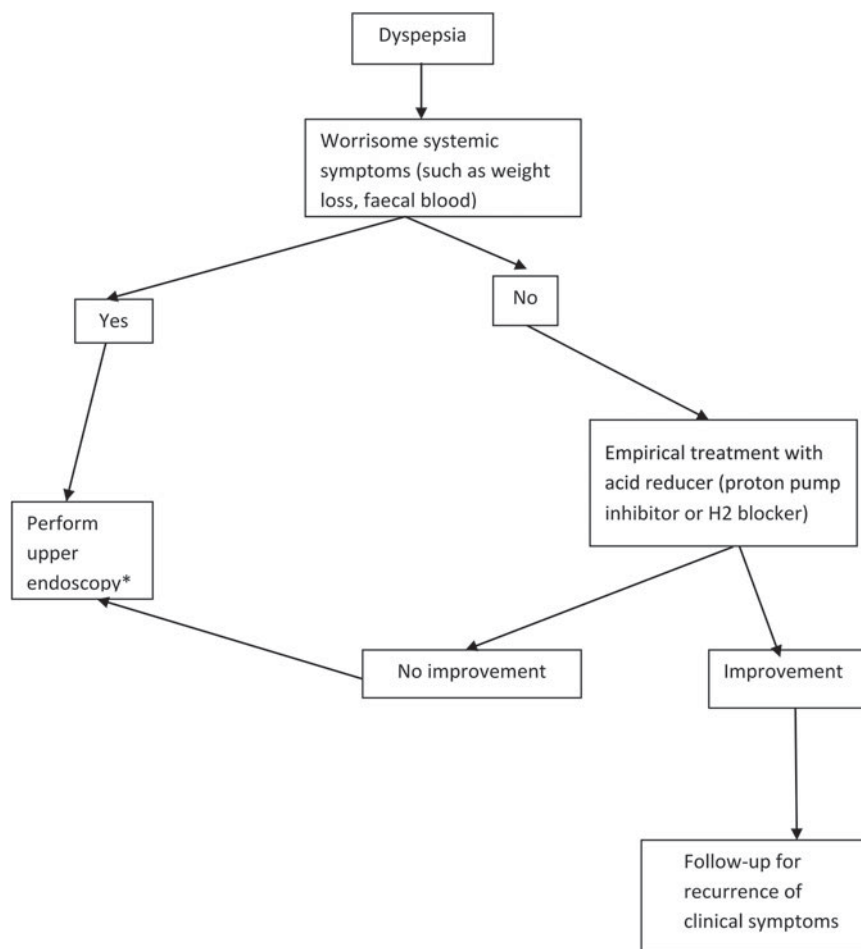 Dyspepsia
Worrisome systemic
symptoms (such as weight
loss, faecal blood)
No
Yes
Empirical treatment with
acid reducer (proton pump
inhibitor or H2 blocker)
Perform
upper
endoscopy*
No improvement
Improvement
Follow-up for
recurrence of
clinical symptoms